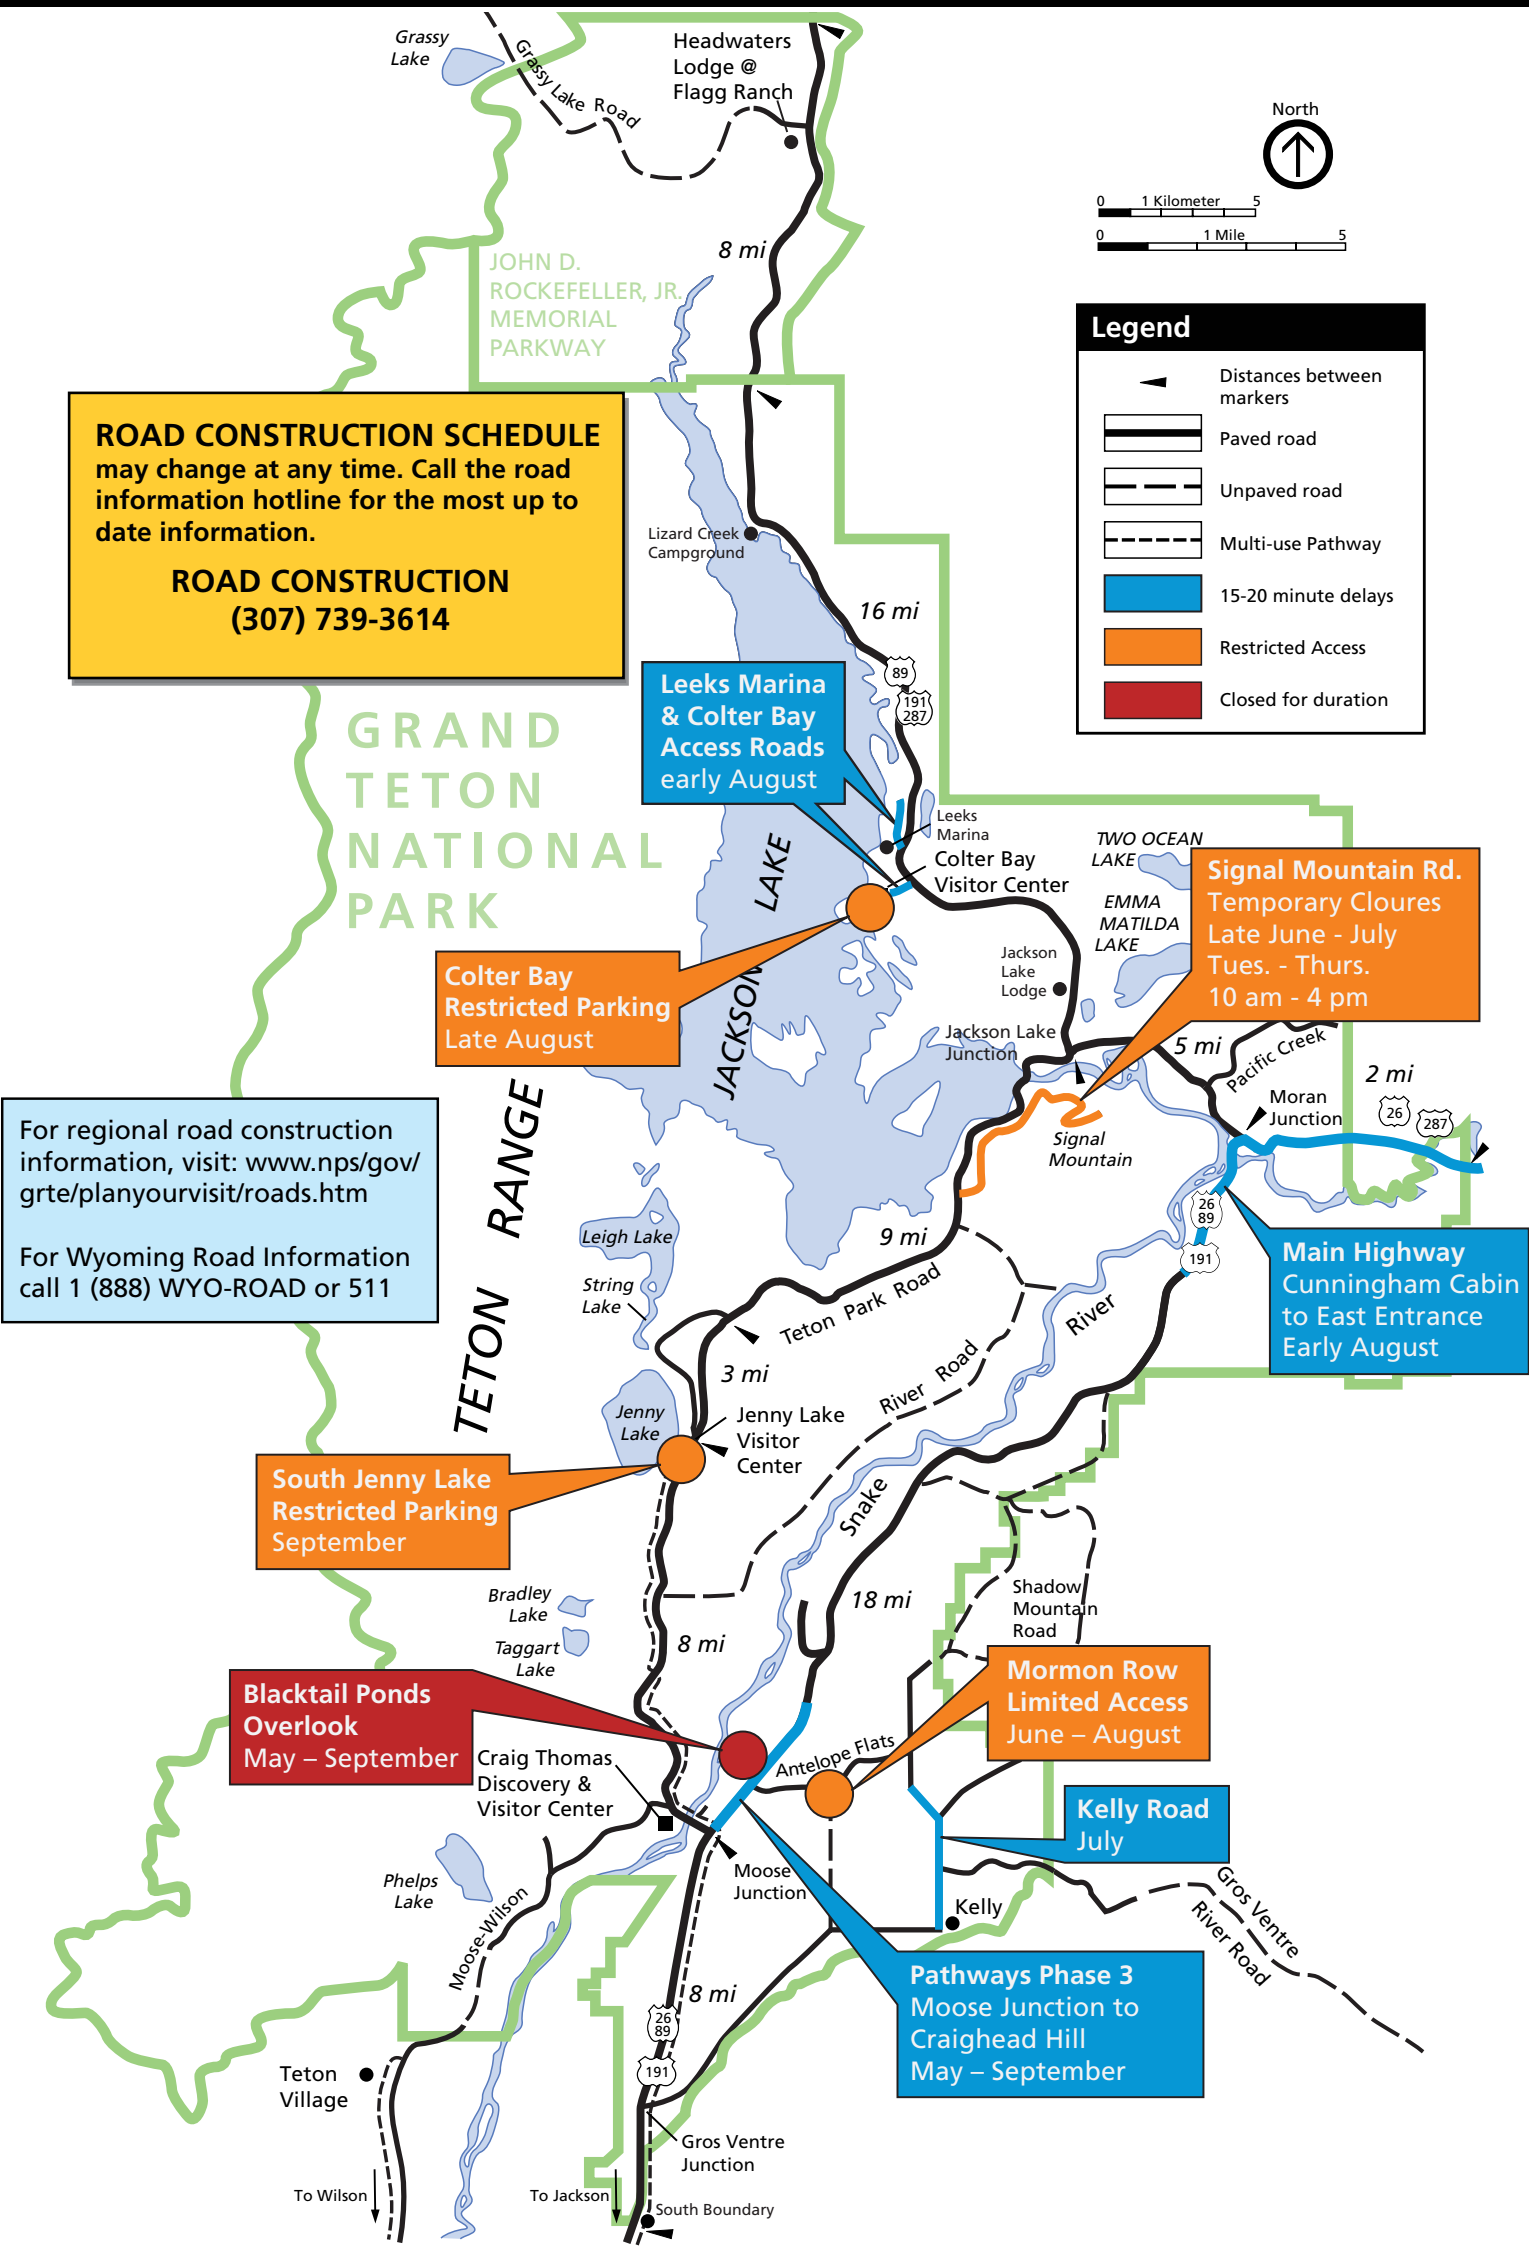 Grassy
Lake
Grassy Lake Road
Headwaters
Lodge @
Flagg Ranch
North
0 1 Kilometer 5
0 1 Mile 5
8 mi
JOHN D.
ROCKEFELLER, JR.
MEMORIAL
PARKWAY
Legend
Distances between
markers
Paved road
Unpaved road
Multi-use Pathway
15-20 minute delays
Restricted Access
Closed for duration
ROAD CONSTRUCTION SCHEDULE
may change at any time. Call the road
information hotline for the most up to
date information.
ROAD CONSTRUCTION
(307) 739-3614
Lizard Creek
Campground
16 mi
89
191
287
Leeks Marina
& Colter Bay
Access Roads
early August
GRAND
TETON
NATIONAL
PARK
Leeks
Marina
Colter Bay
Visitor Center
JACKSON LAKE
TWO OCEAN
LAKE
EMMA
MATILDA
LAKE
Signal Mountain Rd.
Temporary Cloures
Late June - July
Tues. - Thurs.
10 am - 4 pm
Colter Bay
Restricted Parking
Late August
Jackson
Lake
Lodge
Jackson Lake
Junction
5 mi
Pacific Creek
2 mi
26
287
Moran
Junction
Signal
Mountain
For regional road construction
information, visit: www.nps/gov/
grte/planyourvisit/roads.htm
For Wyoming Road Information
call 1 (888) WYO-ROAD or 511
TETON RANGE
Leigh Lake
String
Lake
9 mi
Teton Park Road
26
89
191
Main Highway
Cunningham Cabin
to East Entrance
Early August
River
River Road
3 mi
Jenny
Lake
Jenny Lake
Visitor
Center
South Jenny Lake
Restricted Parking
September
Snake
Bradley
Lake
Taggart
Lake
8 mi
18 mi
Shadow
Mountain
Road
Blacktail Ponds
Overlook
May – September
Mormon Row
Limited Access
June – August
Antelope Flats
Craig Thomas
Discovery &
Visitor Center
Kelly Road
July
Moose
Junction
Phelps
Lake
Moose-Wilson
Kelly
Gros Ventre
River Road
Pathways Phase 3
Moose Junction to
Craighead Hill
May – September
8 mi
26
89
191
Teton
Village
Gros Ventre
Junction
To Wilson
To Jackson
South Boundary